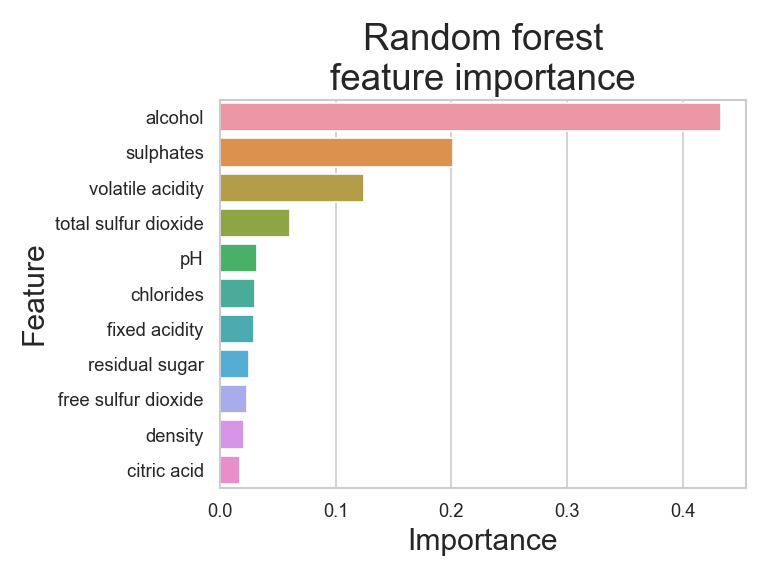 Random forest
feature importance
alcohol
sulphates
volatile acidity
total sulfur dioxide
pH
chlorides
fixed acidity
residual sugar
free sulfur dioxide
density
citric acid
Feature
0.0 0.1 0.2 0.3 0.4
Importance